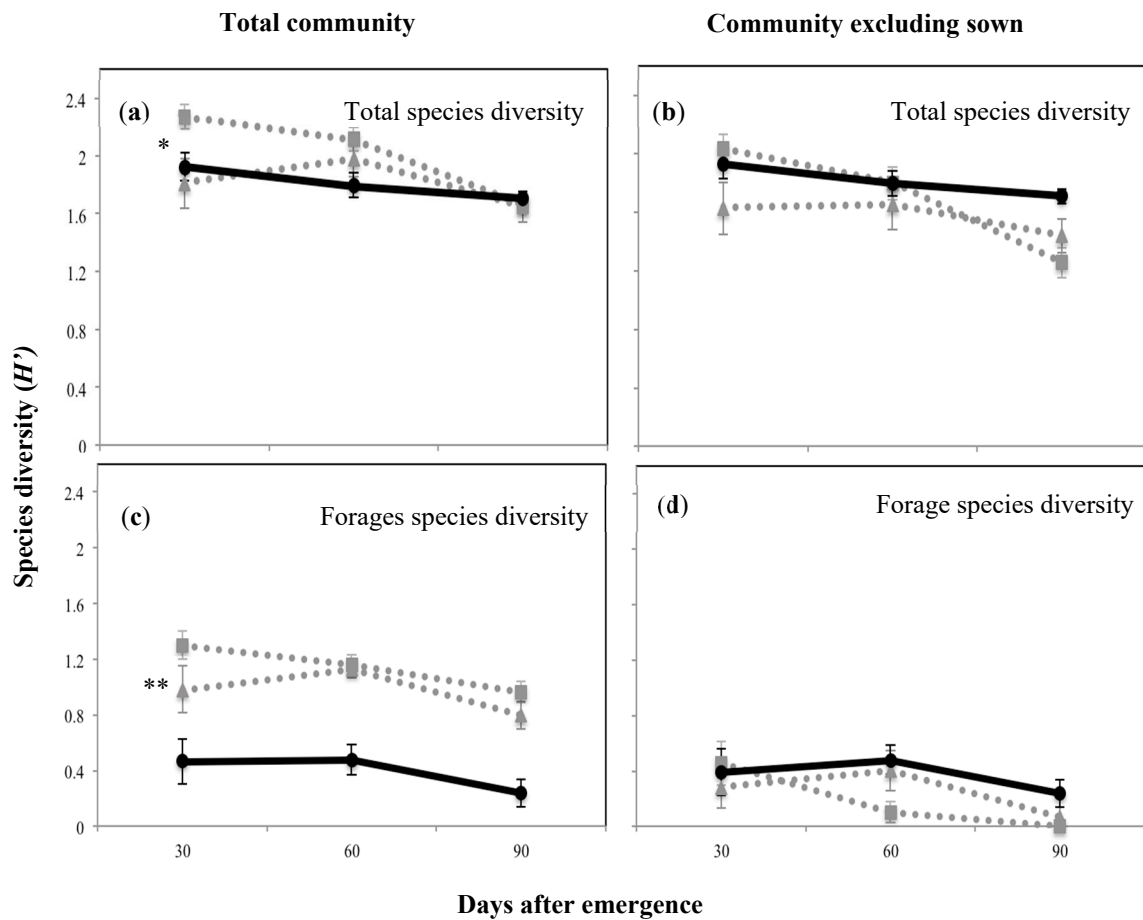 Total community
Community excluding sown
(a)
Total species diversity
(b)
Total species diversity
2.4
2
1.6
1.2
0.8
0.4
0
*
(c)
Forages species diversity
(d)
Forage species diversity
2.4
2
1.6
1.2
0.8
0.4
0
**
Species diversity (H’)
30
60
90
30
60
90
Days after emergence